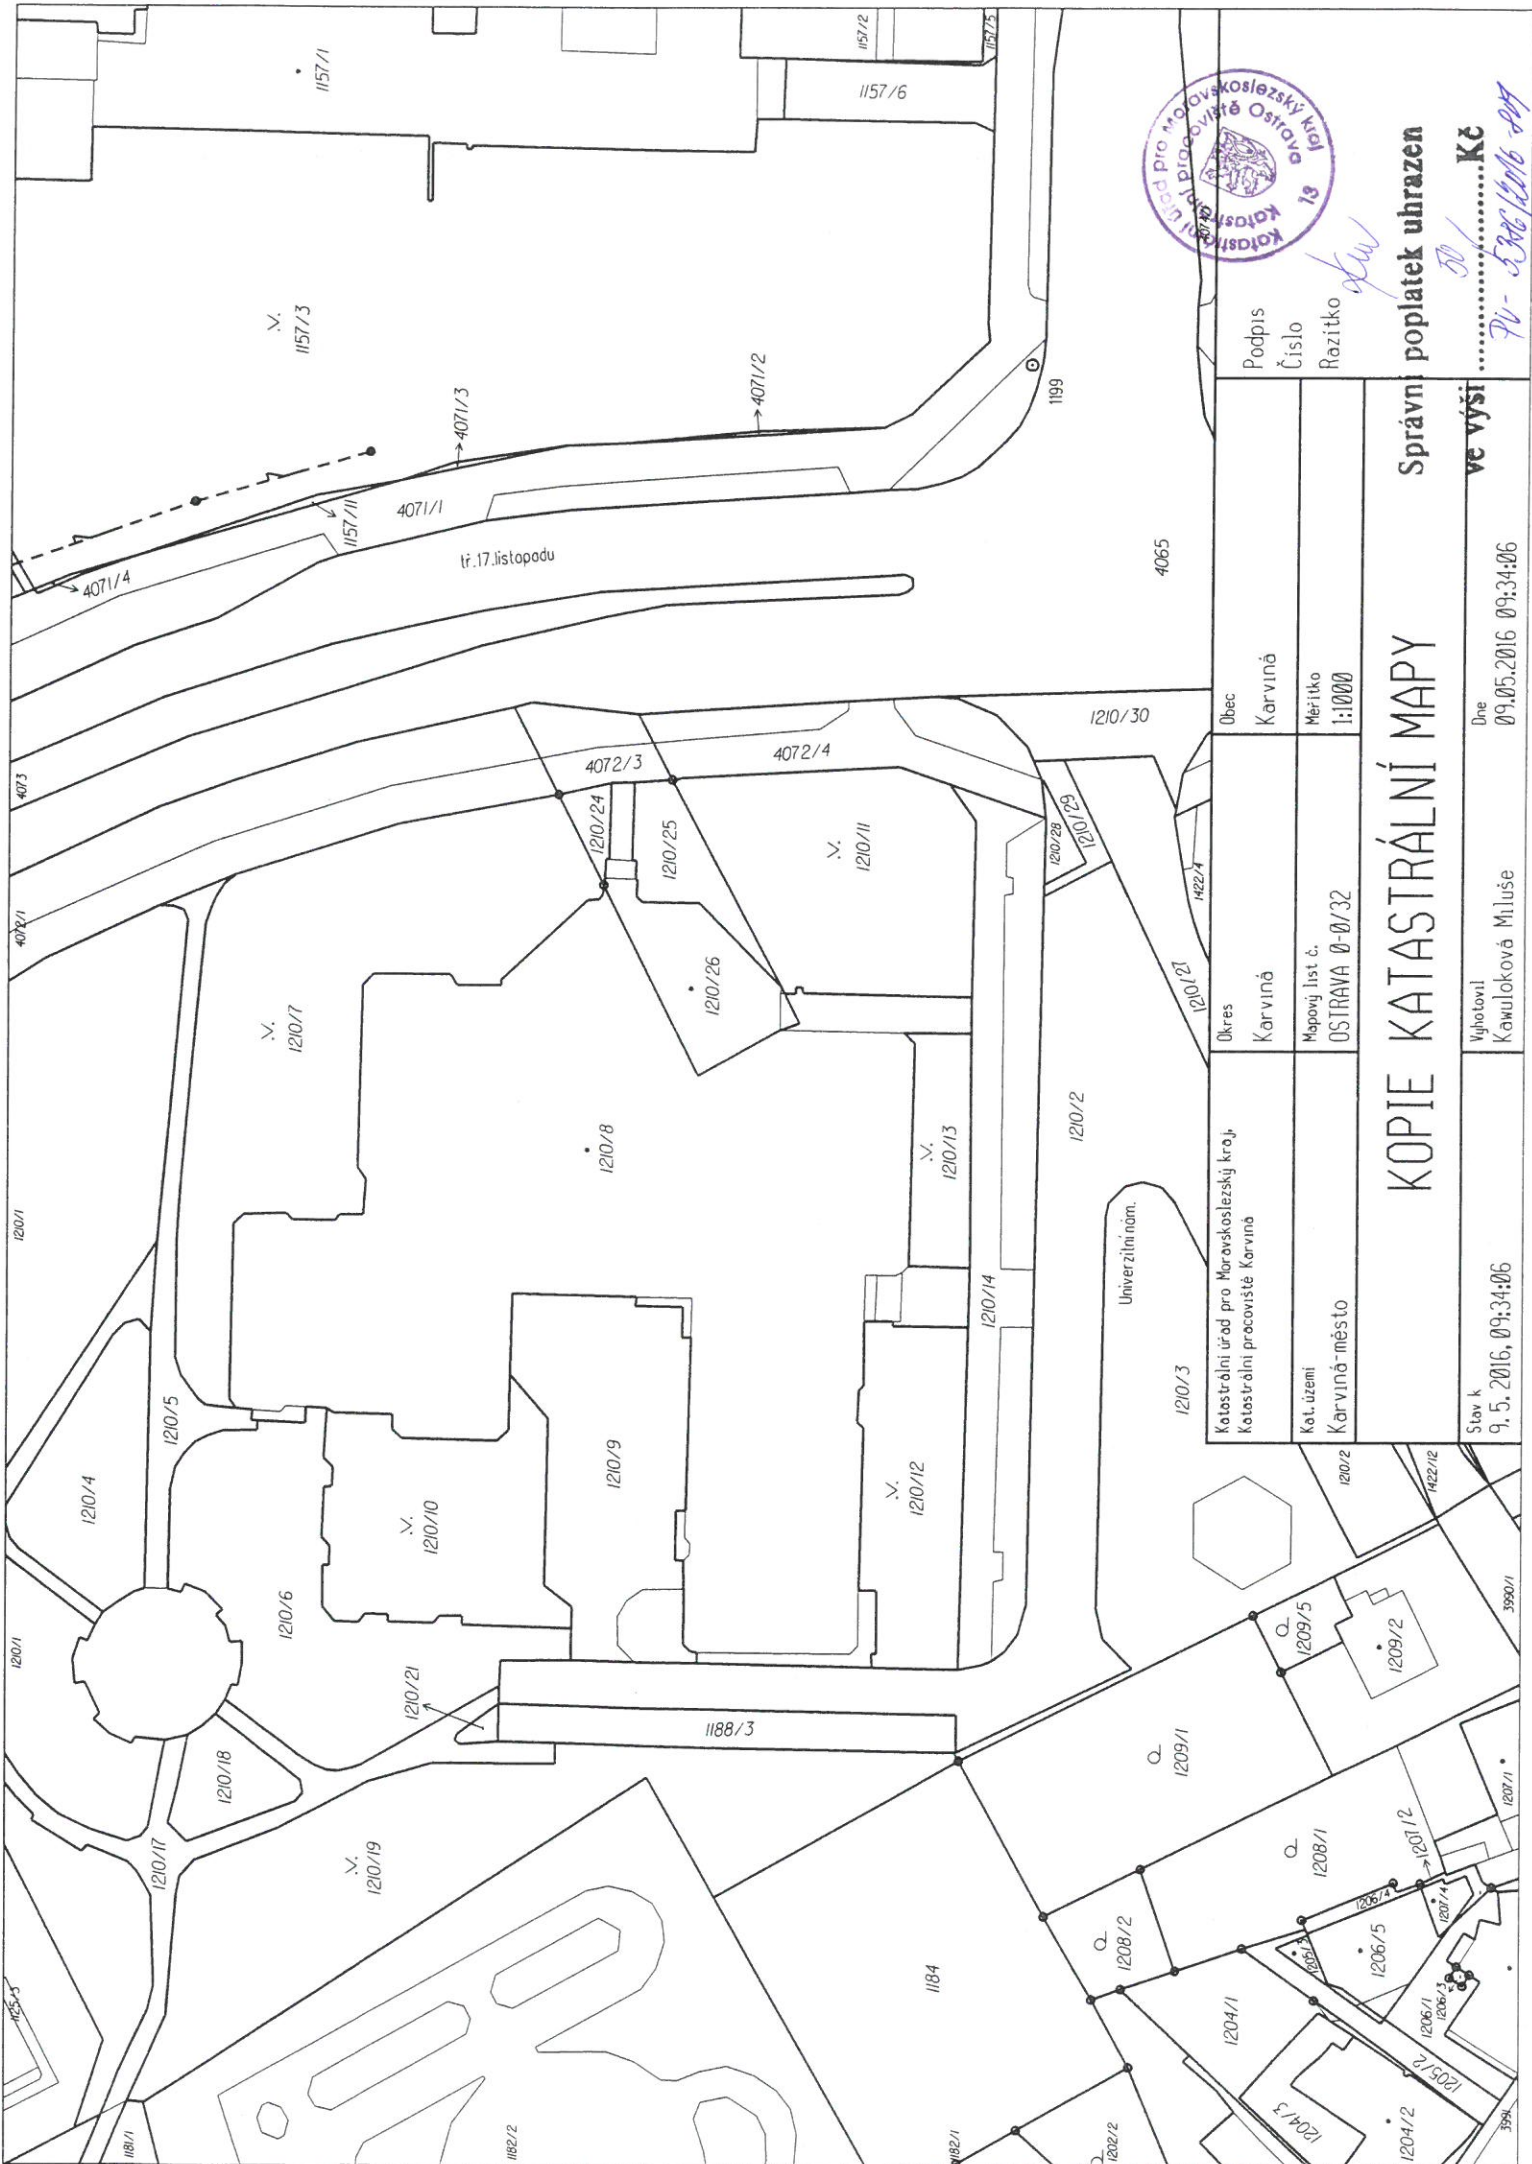 1181/1
1125/3
1210/17
1210/18
1210/1
1210/4
1210/5
1210/1
4072/1
4073
4071/4
1157/11
1157/1
1210/19
1210/21
1210/6
1210/10
1210/7
tř.17.listopadu
4071/1
4071/3
1157/3
1182/2
1188/3
1210/9
1210/8
1210/26
1210/24
1210/25
4072/3
4072/4
4071/2
1157/2
1157/6
1157/5
1182/1
1184
1210/12
1210/13
1210/14
1210/11
1210/28
1210/29
1210/30
1199
4065
1202/2
1208/2
1209/1
1210/3
Univerzitní nám.
1210/2
1210/27
1422/4
1204/1
1204/3
1204/2
1205/2
1205/3
1206/5
1206/4
1206/1
1206/3
1207/4
1207/2
1207/1
1208/1
1209/5
1209/2
1210/2
1422/12
3990/1
3991
Katastrální úřad pro Moravskoslezský kraj,
Katastrální pracoviště Karviná
Okres
Karviná
Obec
Karviná
Kat. území
Karviná-město
Mapový list č.
OSTRAVA 0-0/32
Měřítko
1:1000
KOPIE KATASTRÁLNÍ MAPY
Stav k
9. 5. 2016, 09:34:06
Vyhotovil
Kawuloková Miluše
Dne
09.05.2016 09:34:06
Podpis
Číslo
Razítko
Katastrální úřad pro Moravskoslezský kraj
Katastrální pracoviště Ostrava
13
Správní poplatek uhrazen
ve výši ..................... Kč
50/